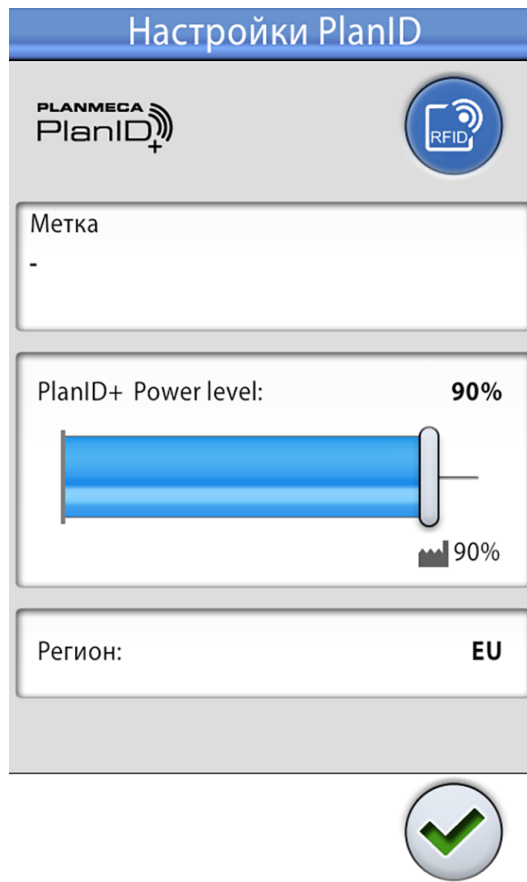 Настройки PlanID
PLANMECA
PlanID+
RFID
Метка
-
PlanID+ Power level: 90%
90%
Регион: EU